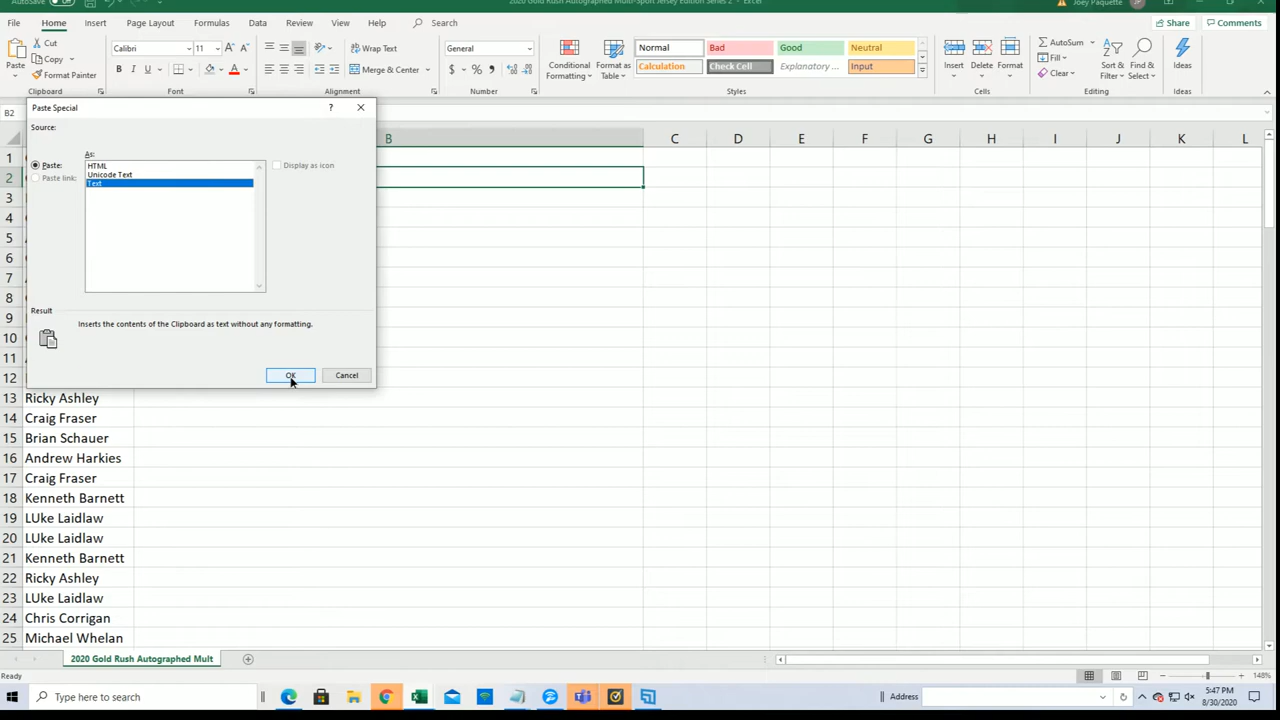 AutoSave
2020 Gold Rush Autographed Multi-Sport Jersey Edition Series 2 - Excel
Joey Paquette
JP
File Home Insert Page Layout Formulas Data Review View Help Search
Share Comments
Paste
Cut
Copy
Format Painter
Clipboard
Calibri 11
B I U
Font
Wrap Text
Merge & Center
Alignment
General
$ %
Number
Conditional Formatting
Format as Table
Normal Bad Good Neutral
Calculation Check Cell Explanatory ... Input
Styles
Insert Delete Format
Cells
AutoSum
Fill
Clear
Sort & Filter
Find & Select
Editing
Ideas
Ideas
B2
Paste Special ?
Source:
As:
Paste:
Paste link:
HTML
Unicode Text
Text
Display as icon
Result
Inserts the contents of the Clipboard as text without any formatting.
OK Cancel
B C D E F G H I J K L
1
2
3
4
5
6
7
8
9
10
11
12
13 Ricky Ashley
14 Craig Fraser
15 Brian Schauer
16 Andrew Harkies
17 Craig Fraser
18 Kenneth Barnett
19 LUke Laidlaw
20 LUke Laidlaw
21 Kenneth Barnett
22 Ricky Ashley
23 LUke Laidlaw
24 Chris Corrigan
25 Michael Whelan
2020 Gold Rush Autographed Mult
Ready
148%
Type here to search
Address
5:47 PM
8/30/2020